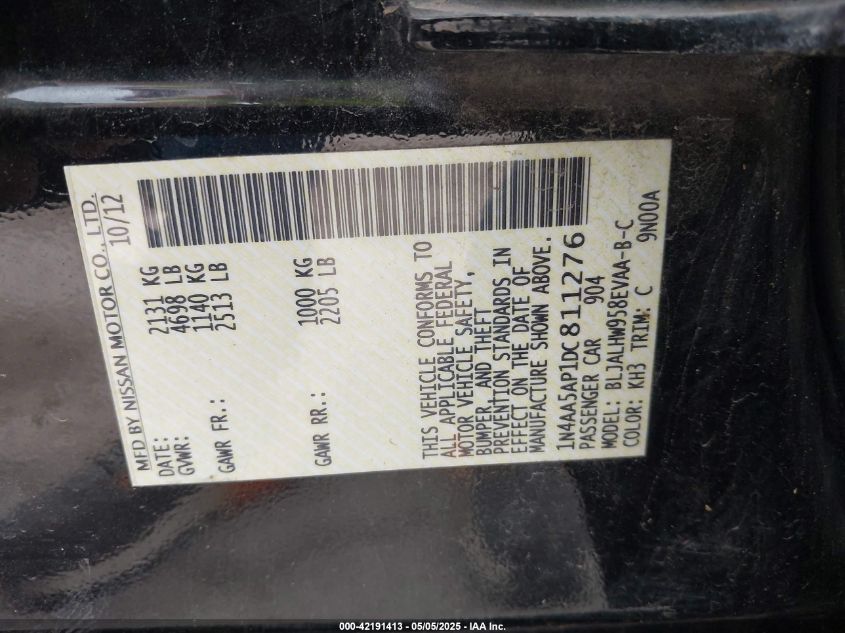 MFD BY NISSAN MOTOR CO., LTD.
DATE: 10/12
GVWR: 2131 KG
4698 LB
GAWR FR.: 1140 KG
2513 LB
GAWR RR.: 1000 KG
2205 LB
THIS VEHICLE CONFORMS TO
ALL APPLICABLE FEDERAL
MOTOR VEHICLE SAFETY,
BUMPER, AND THEFT
PREVENTION STANDARDS IN
EFFECT ON THE DATE OF
MANUFACTURE SHOWN ABOVE.
1N4AA5AP1DC811276
PASSENGER CAR 904
MODEL: BLJALHW958EVAA-B-C
COLOR: KH3 TRIM: C 9N00A
000-42191413 - 05/05/2025 - IAA Inc.